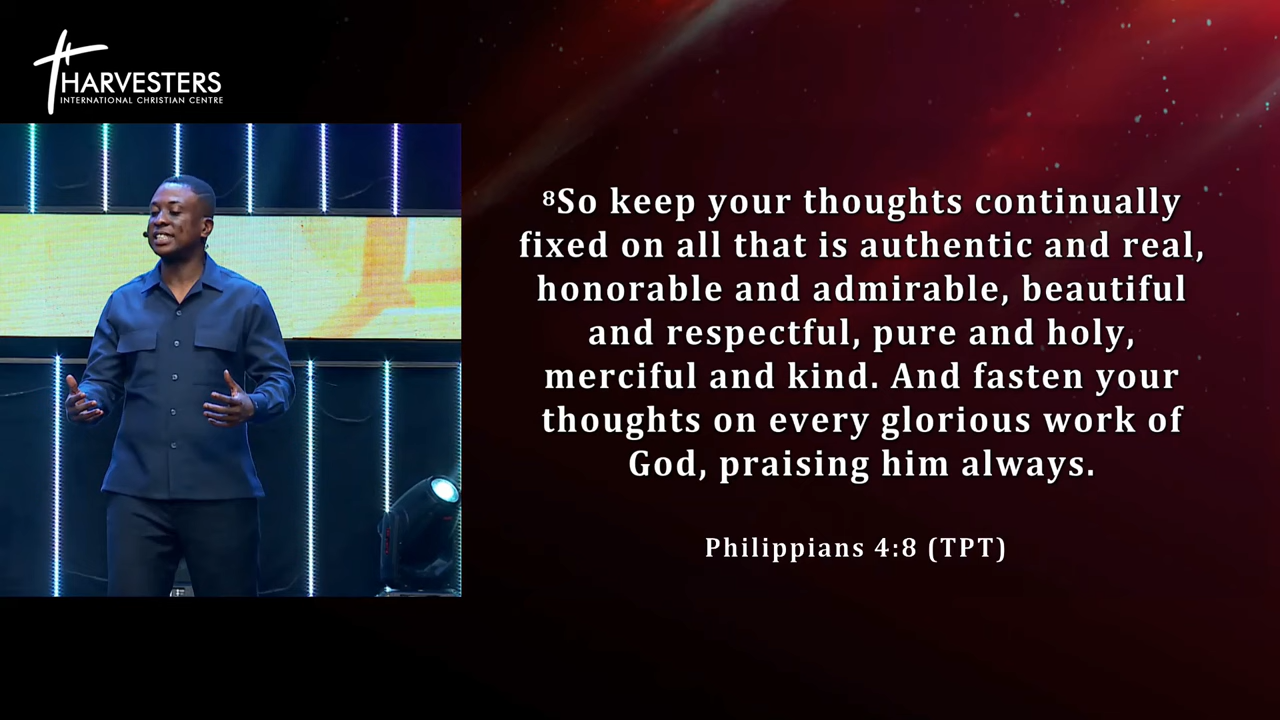 HARVESTERS
INTERNATIONAL CHRISTIAN CENTRE
⁸So keep your thoughts continually
fixed on all that is authentic and real,
honorable and admirable, beautiful
and respectful, pure and holy,
merciful and kind. And fasten your
thoughts on every glorious work of
God, praising him always.
Philippians 4:8 (TPT)